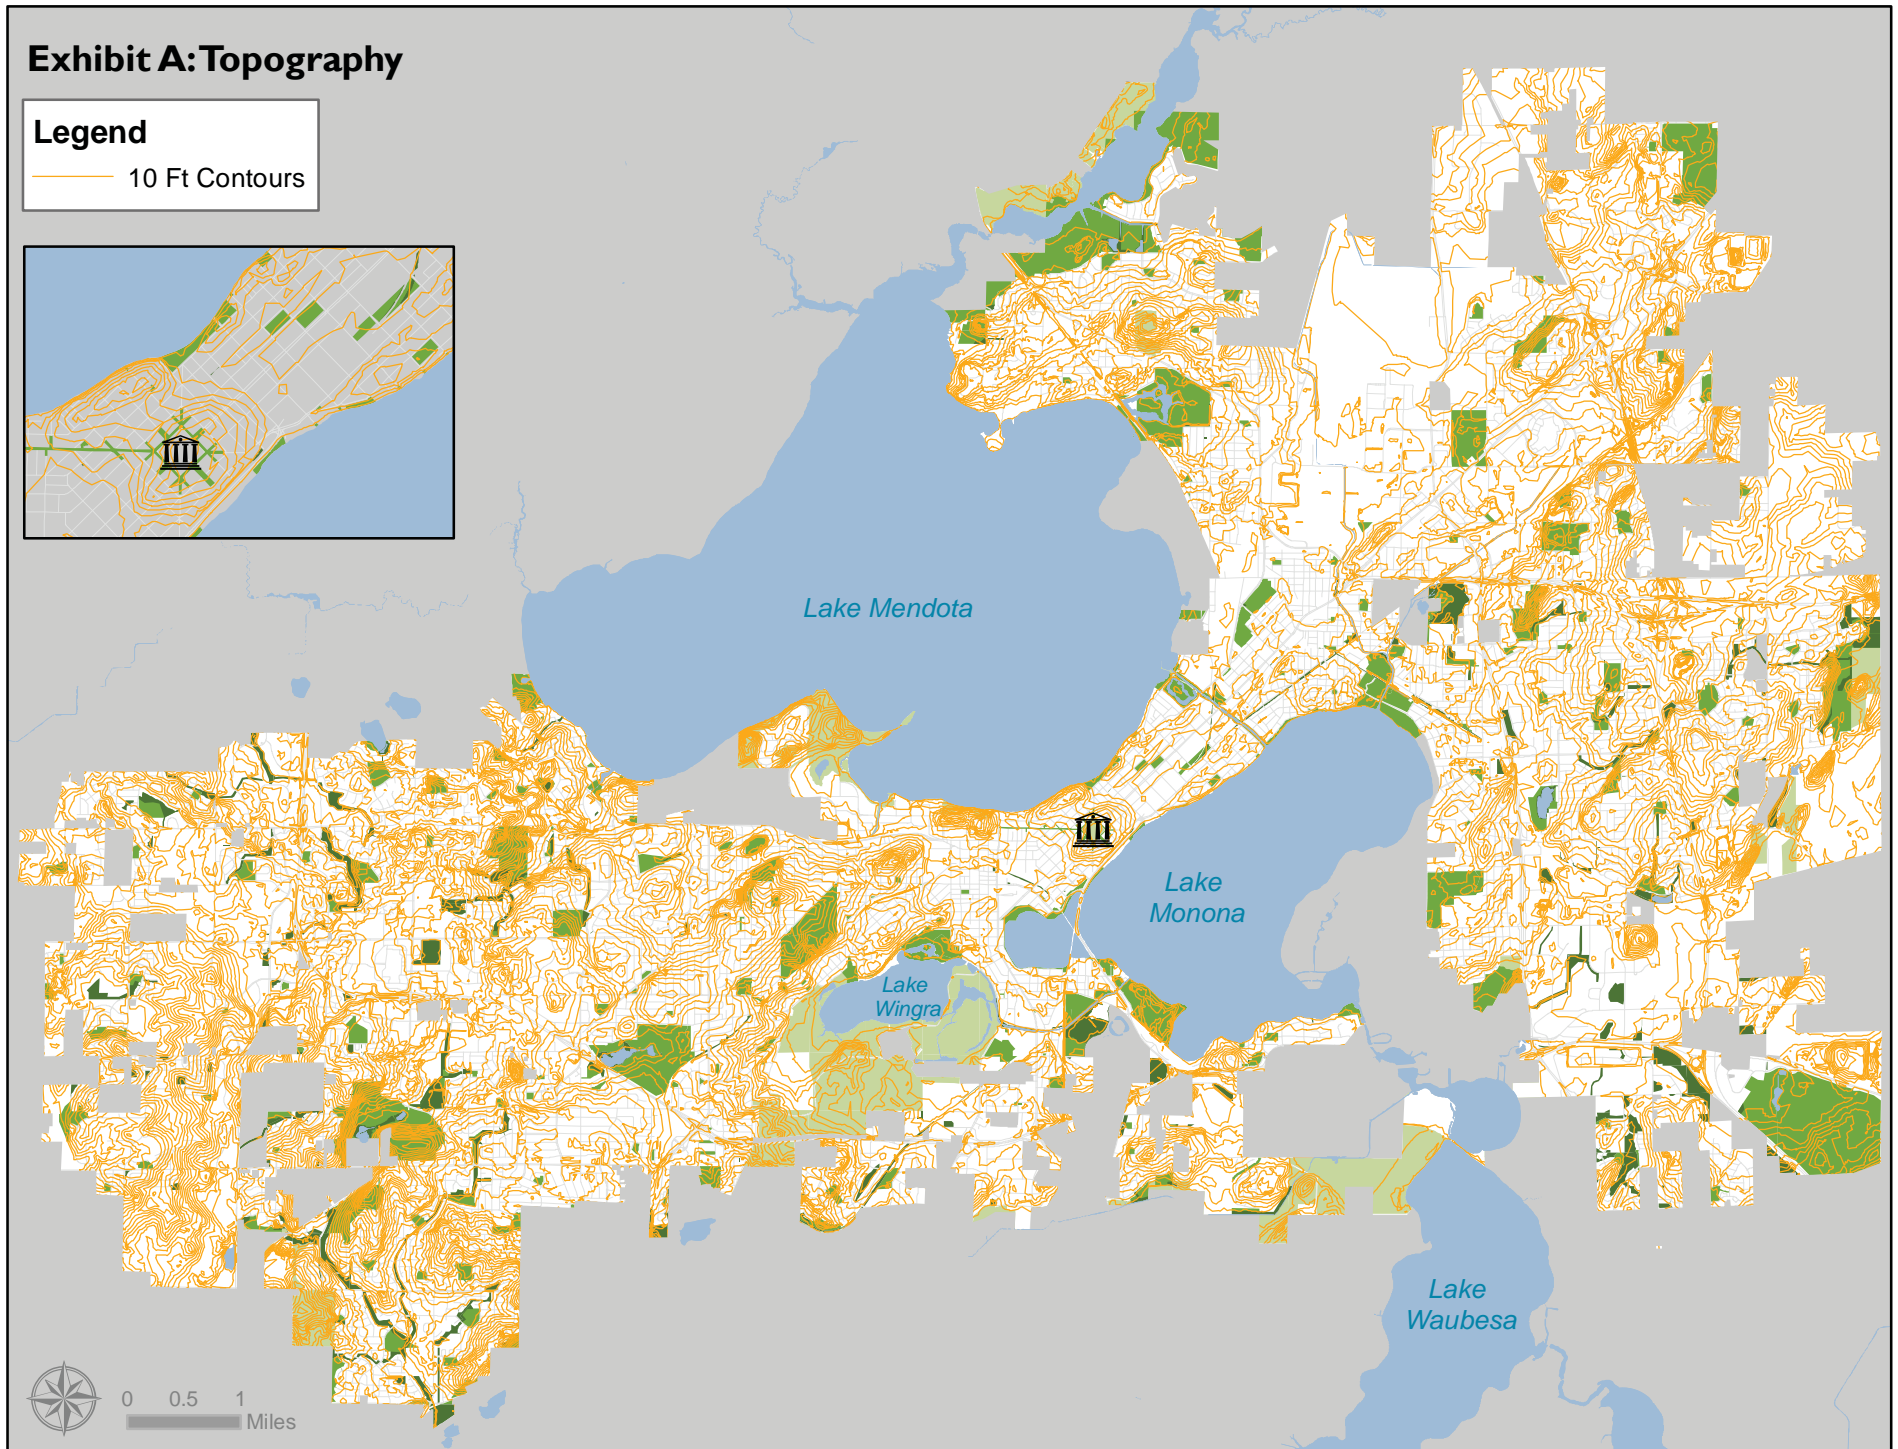 Exhibit A: Topography
Legend
10 Ft Contours
Lake Mendota
Lake
Monona
Lake
Wingra
Lake
Waubesa
0 0.5 1
Miles